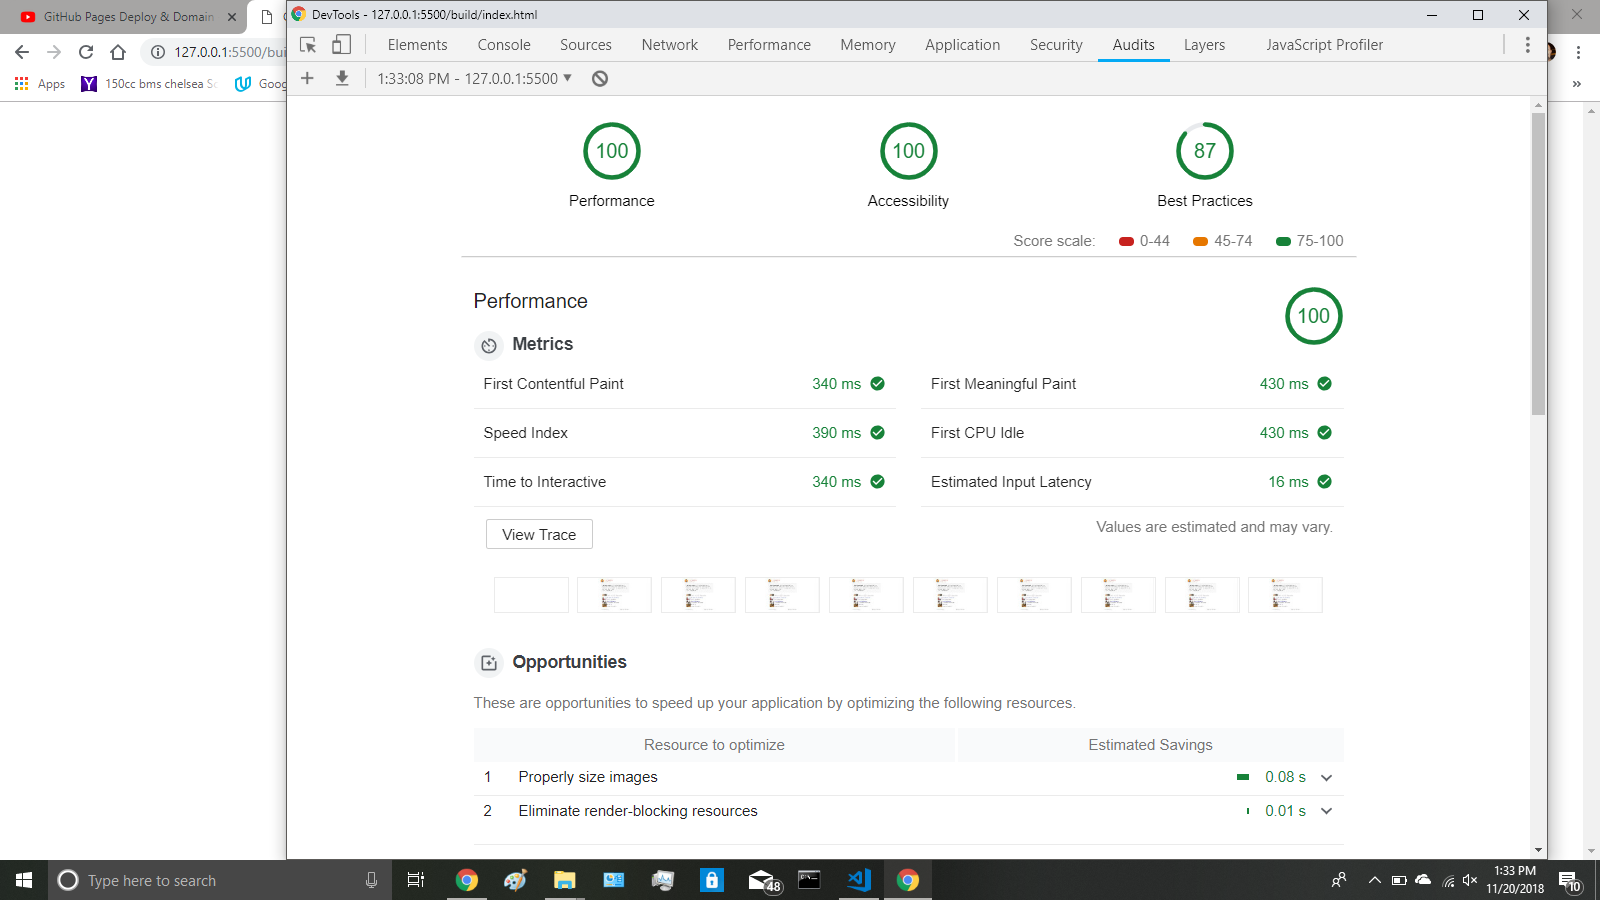 GitHub Pages Deploy & Domain
DevTools - 127.0.0.1:5500/build/index.html
127.0.0.1:5500/bui
Apps
150cc bms chelsea Sc
Goog
Elements Console Sources Network Performance Memory Application Security Audits Layers JavaScript Profiler
1:33:08 PM - 127.0.0.1:5500
100 100 87
Performance Accessibility Best Practices
Score scale: 0-44 45-74 75-100
Performance
100
Metrics
First Contentful Paint 340 ms First Meaningful Paint 430 ms
Speed Index 390 ms First CPU Idle 430 ms
Time to Interactive 340 ms Estimated Input Latency 16 ms
View Trace Values are estimated and may vary.
Opportunities
These are opportunities to speed up your application by optimizing the following resources.
Resource to optimize Estimated Savings
1 Properly size images 0.08 s
2 Eliminate render-blocking resources 0.01 s
Type here to search
48
1:33 PM
11/20/2018
10